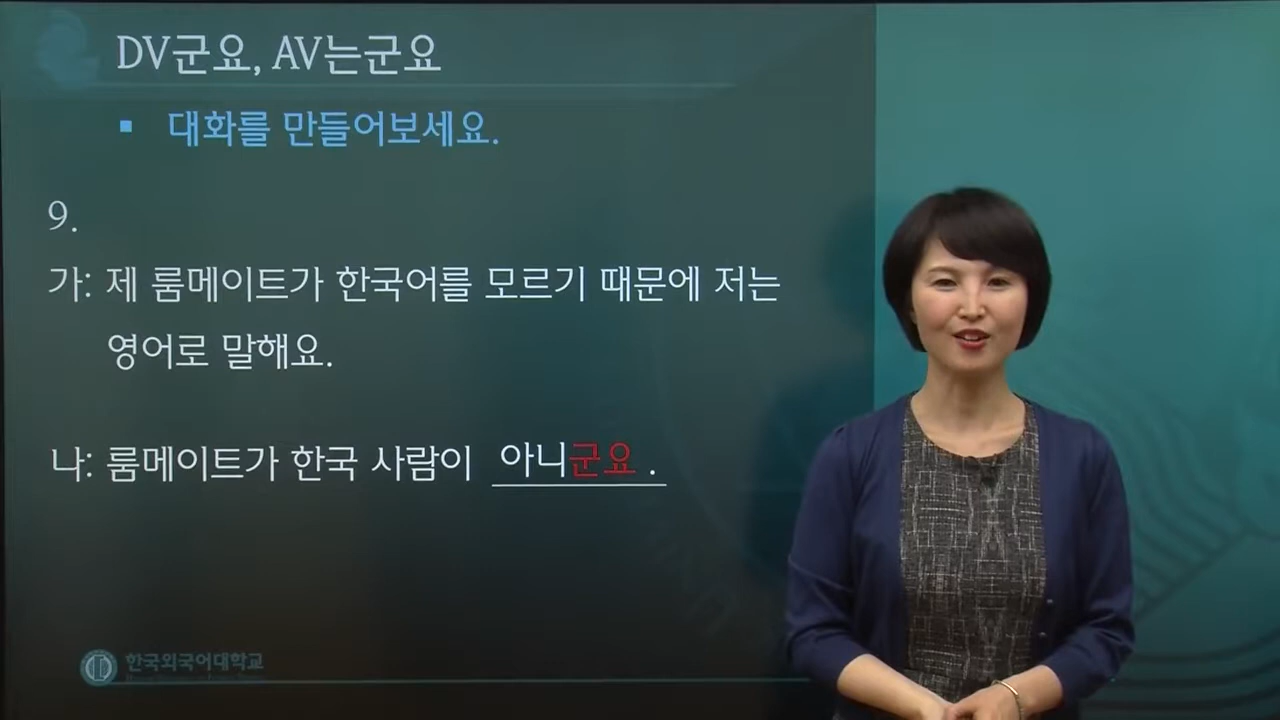 DV군요, AV는군요
▪ 대화를 만들어보세요.
9.
가: 제 룸메이트가 한국어를 모르기 때문에 저는
영어로 말해요.
나: 룸메이트가 한국 사람이 아니군요 .
한국외국어대학교